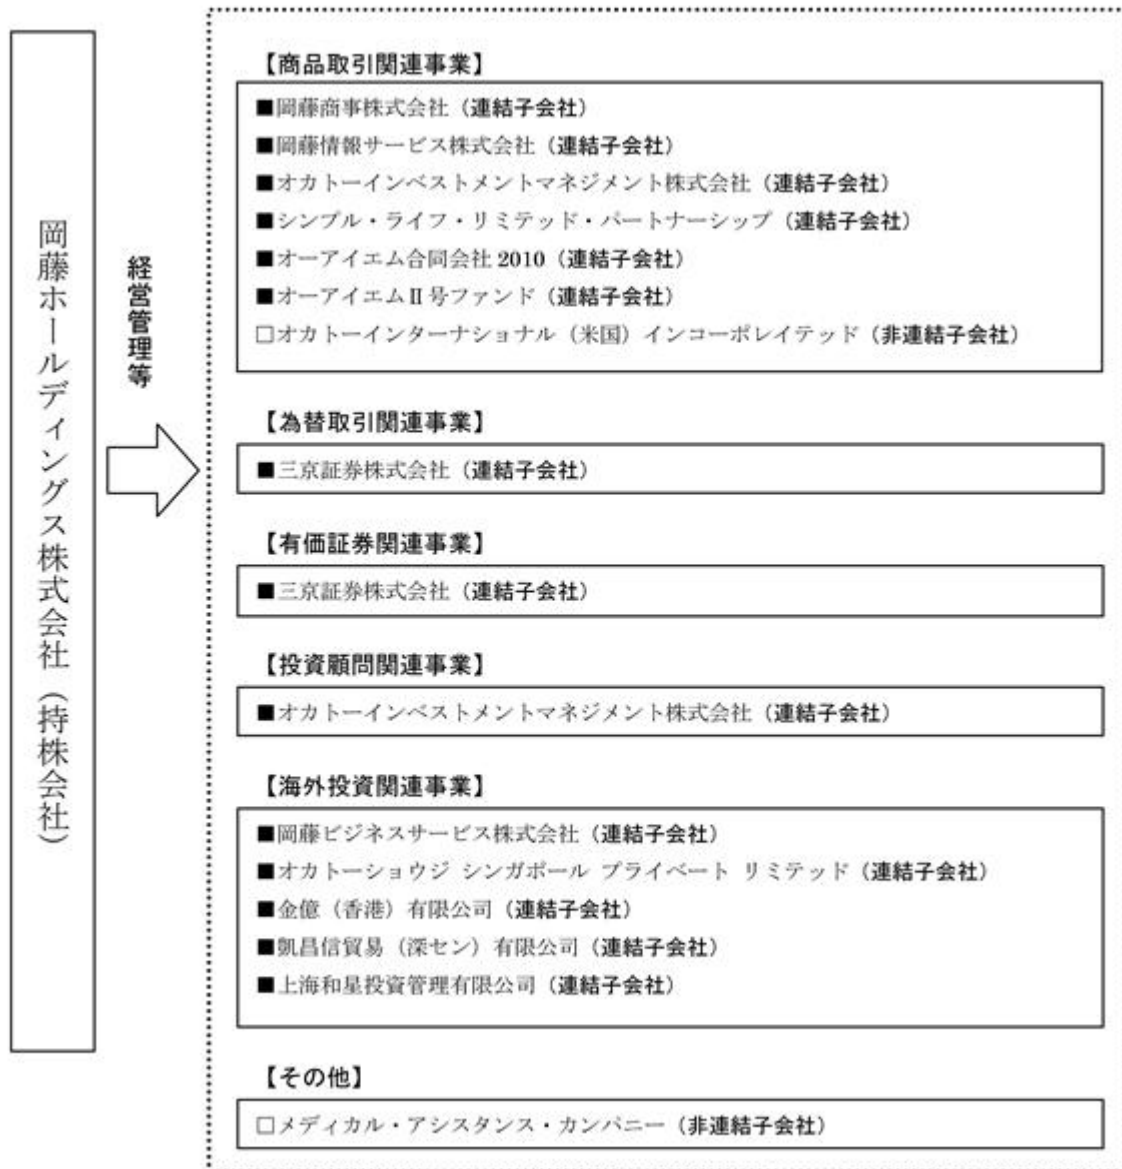 岡藤ホールディングス株式会社（持株会社）
経営管理等
【商品取引関連事業】
■岡藤商事株式会社（連結子会社）
■岡藤情報サービス株式会社（連結子会社）
■オカトーインベストメントマネジメント株式会社（連結子会社）
■シンプル・ライフ・リミテッド・パートナーシップ（連結子会社）
■オーアイエム合同会社 2010（連結子会社）
■オーアイエムⅡ号ファンド（連結子会社）
□オカトーインターナショナル（米国）インコーポレイテッド（非連結子会社）
【為替取引関連事業】
■三京証券株式会社（連結子会社）
【有価証券関連事業】
■三京証券株式会社（連結子会社）
【投資顧問関連事業】
■オカトーインベストメントマネジメント株式会社（連結子会社）
【海外投資関連事業】
■岡藤ビジネスサービス株式会社（連結子会社）
■オカトーショウジ シンガポール プライベート リミテッド（連結子会社）
■金億（香港）有限公司（連結子会社）
■凱昌信貿易（深セン）有限公司（連結子会社）
■上海和星投資管理有限公司（連結子会社）
【その他】
□メディカル・アシスタンス・カンパニー（非連結子会社）